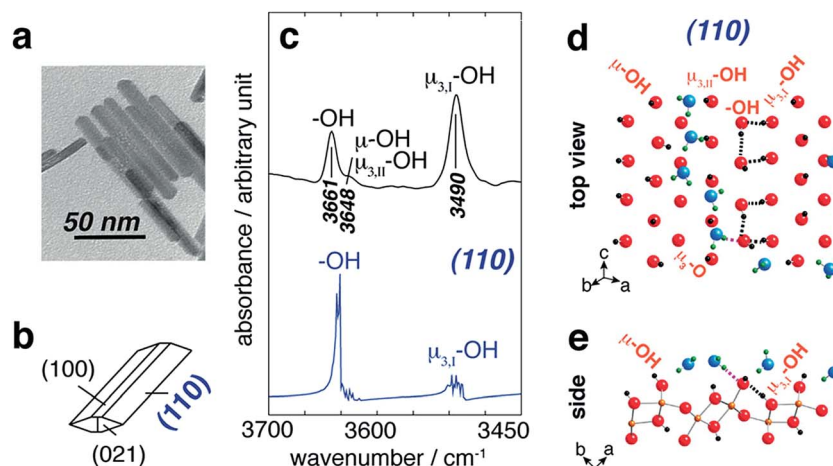 a
50 nm
b
(100)
(110)
(021)
c
absorbance / arbitrary unit
-OH
μ-OH
μ3,II-OH
μ3,I-OH
3661
3648
3490
-OH
(110)
μ3,I-OH
3700
3600
3450
wavenumber / cm⁻¹
d
(110)
top view
μ-OH
μ3,II-OH
-OH
μ3,I-OH
μ3-O
c
b
a
e
side
μ-OH
μ3,I-OH
b
a